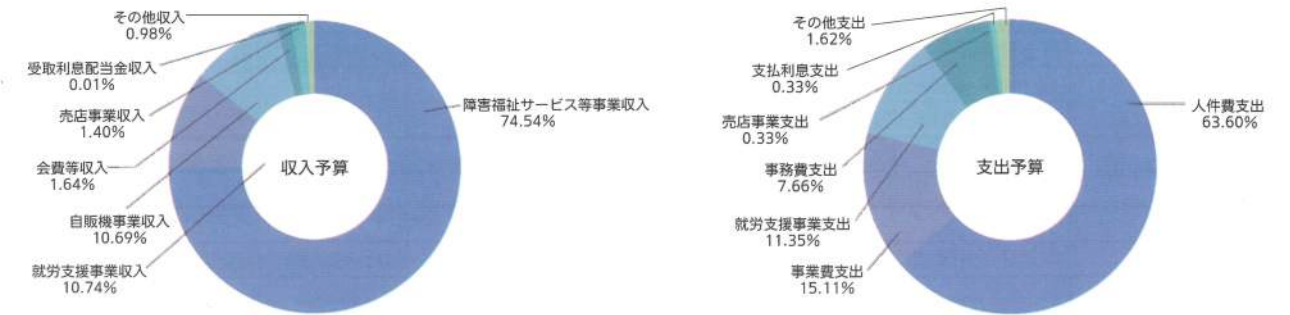 その他収入
0.98%
受取利息配当金収入
0.01%
売店事業収入
1.40%
会費等収入
1.64%
自販機事業収入
10.69%
就労支援事業収入
10.74%
障害福祉サービス等事業収入
74.54%
収入予算
その他支出
1.62%
支払利息支出
0.33%
売店事業支出
0.33%
事務費支出
7.66%
就労支援事業支出
11.35%
事業費支出
15.11%
人件費支出
63.60%
支出予算